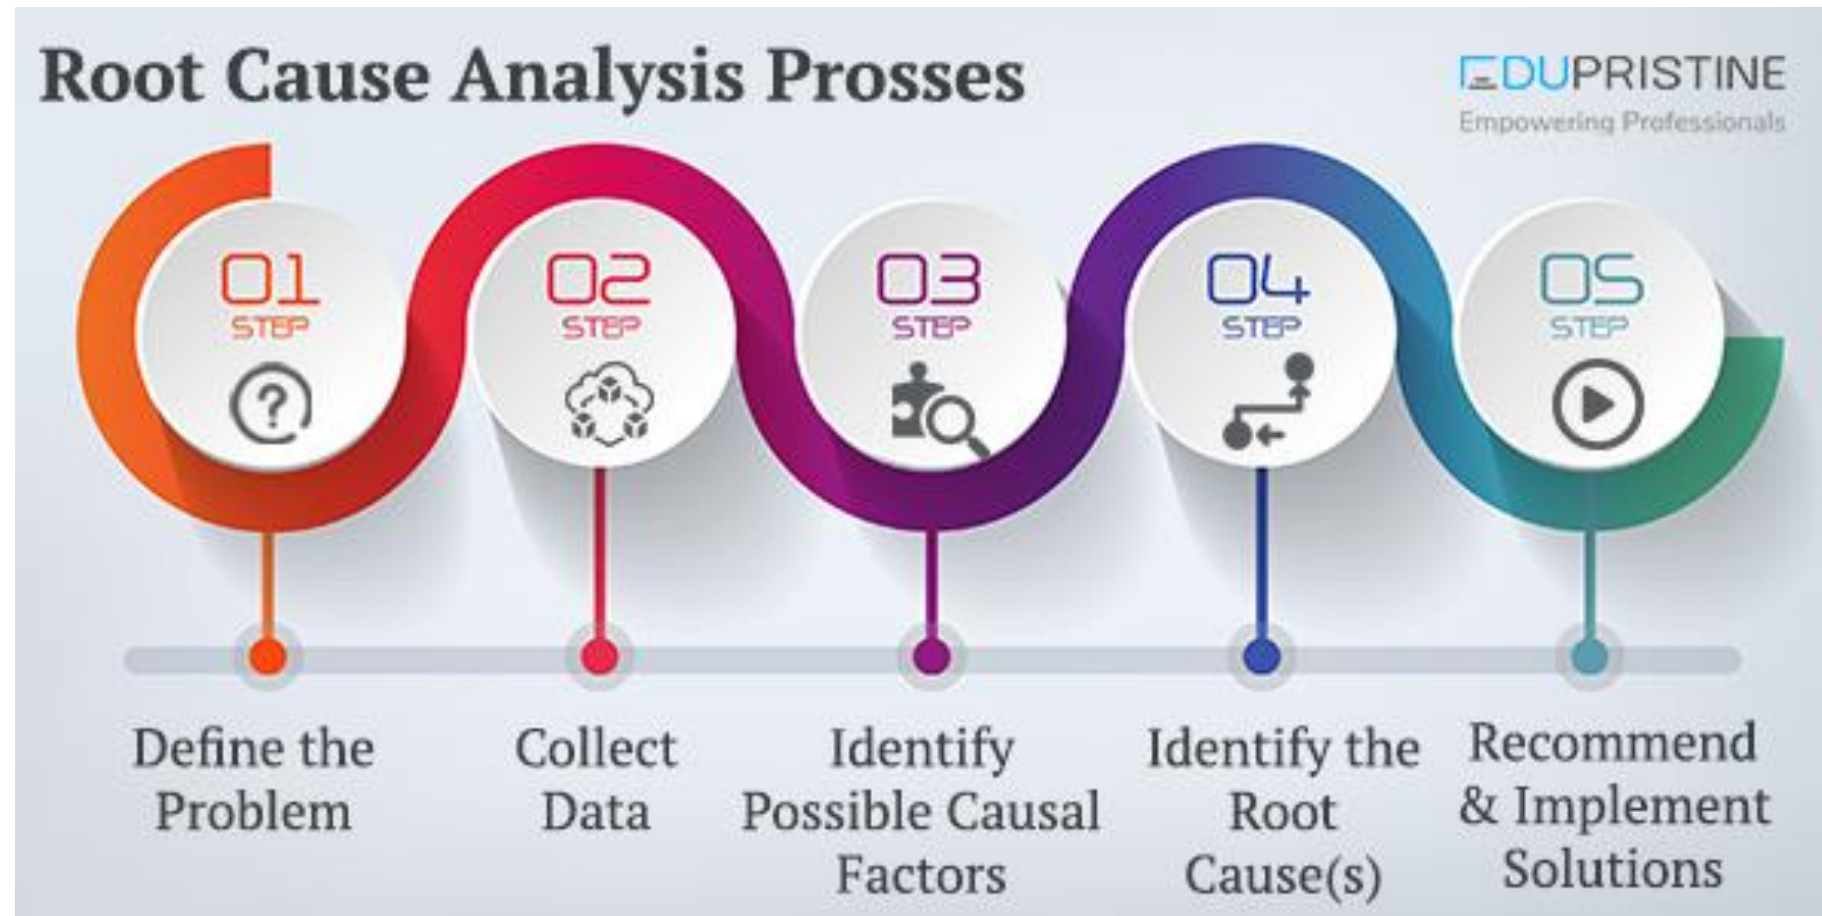 Root Cause Analysis Prosses
EDUPRISTINE
Empowering Professionals
01
STEP
02
STEP
03
STEP
04
STEP
05
STEP
Define the
Problem
Collect
Data
Identify
Possible Causal
Factors
Identify the
Root
Cause(s)
Recommend
& Implement
Solutions